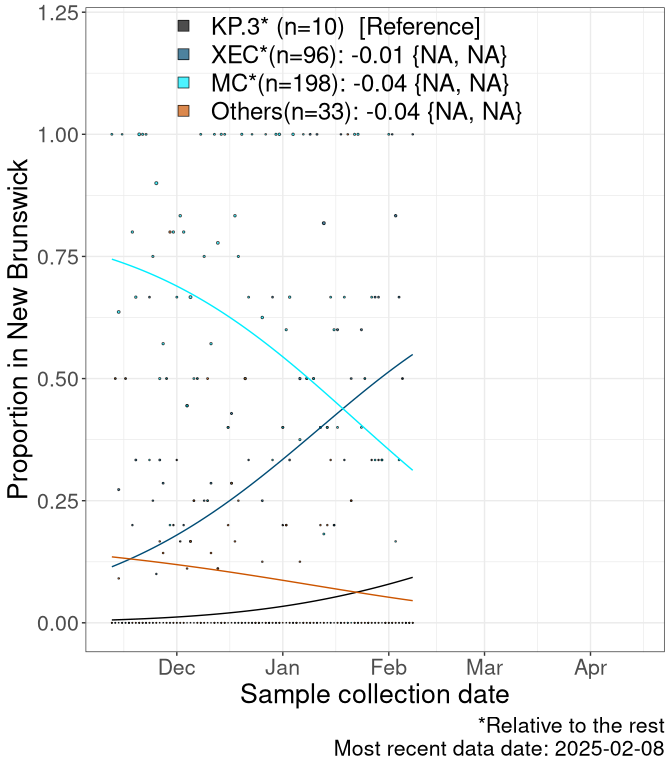 KP.3* (n=10)  [Reference]
XEC*(n=96): -0.01 {NA, NA}
MC*(n=198): -0.04 {NA, NA}
Others(n=33): -0.04 {NA, NA}
1.25
1.00
0.75
0.50
0.25
0.00
Proportion in New Brunswick
Dec Jan Feb Mar Apr
Sample collection date
*Relative to the rest
Most recent data date: 2025-02-08